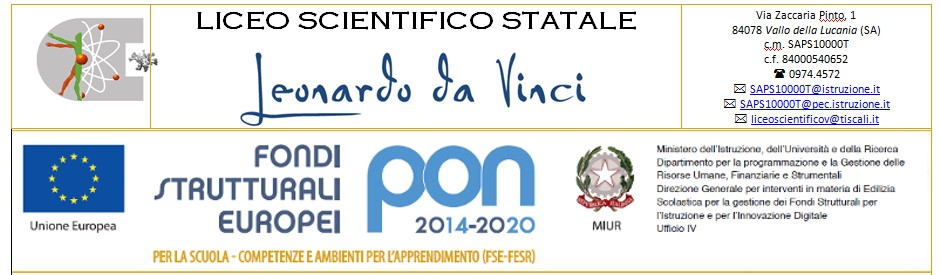 LICEO SCIENTIFICO STATALE
Leonardo da Vinci
Via Zaccaria Pinto, 1
84078 Vallo della Lucania (SA)
c.m. SAPS10000T
c.f. 84000540652
☎ 0974.4572
✉ SAPS10000T@istruzione.it
✉ SAPS10000T@pec.istruzione.it
✉ liceoscientificov@tiscali.it
Unione Europea
FONDI
STRUTTURALI
EUROPEI
pon
2014-2020
PER LA SCUOLA - COMPETENZE E AMBIENTI PER L'APPRENDIMENTO (FSE-FESR)
MIUR
Ministero dell'Istruzione, dell'Università e della Ricerca
Dipartimento per la programmazione e la Gestione delle
Risorse Umane, Finanziarie e Strumentali
Direzione Generale per interventi in materia di Edilizia
Scolastica per la gestione dei Fondi Strutturali per
l'Istruzione e per l'Innovazione Digitale
Ufficio IV